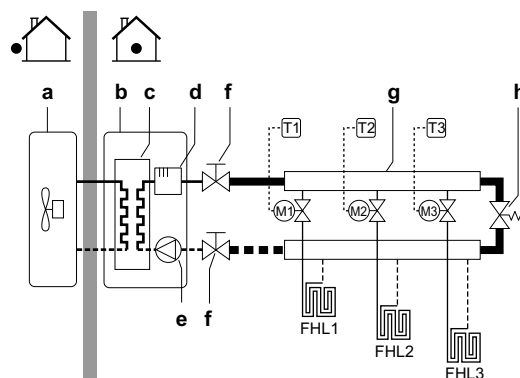 a b c d f g h
T1 T2 T3
M1 M2 M3
e f
FHL1
FHL2
FHL3